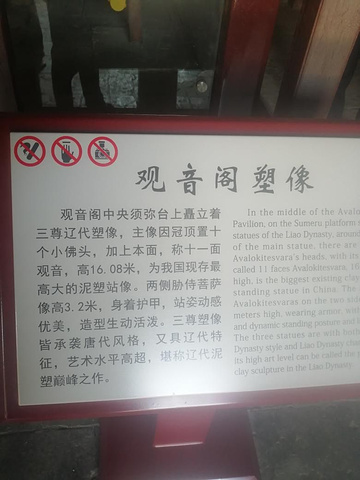 观音阁塑像
观音阁中央须弥台上矗立着
三尊辽代塑像，主像因冠顶置十
个小佛头，加上本面，称十一面
观音，高16.08米，为我国现存最
高大的泥塑站像。两侧胁侍菩萨
像高3.2米，身着护甲，站姿动感
优美，造型生动活泼。三尊塑像
皆承袭唐代风格，又具辽代特
征，艺术水平高超，堪称辽代泥
塑巅峰之作。
In the middle of the
Pavilion, on the Sumeru platform
statues of the Liao Dynasty, around
of the main statue, there are
Avalokitesvara's heads, with its
called 11 faces Avalokitesvara, 16
high, is the biggest existing clay
standing statue in China. The
Avalokitesvaras on the two
meters high, wearing armor, with
and dynamic standing posture
The three statues are with both
Dynasty style and Liao Dynasty
its high art level can be called the
clay sculpture in the Liao Dynasty